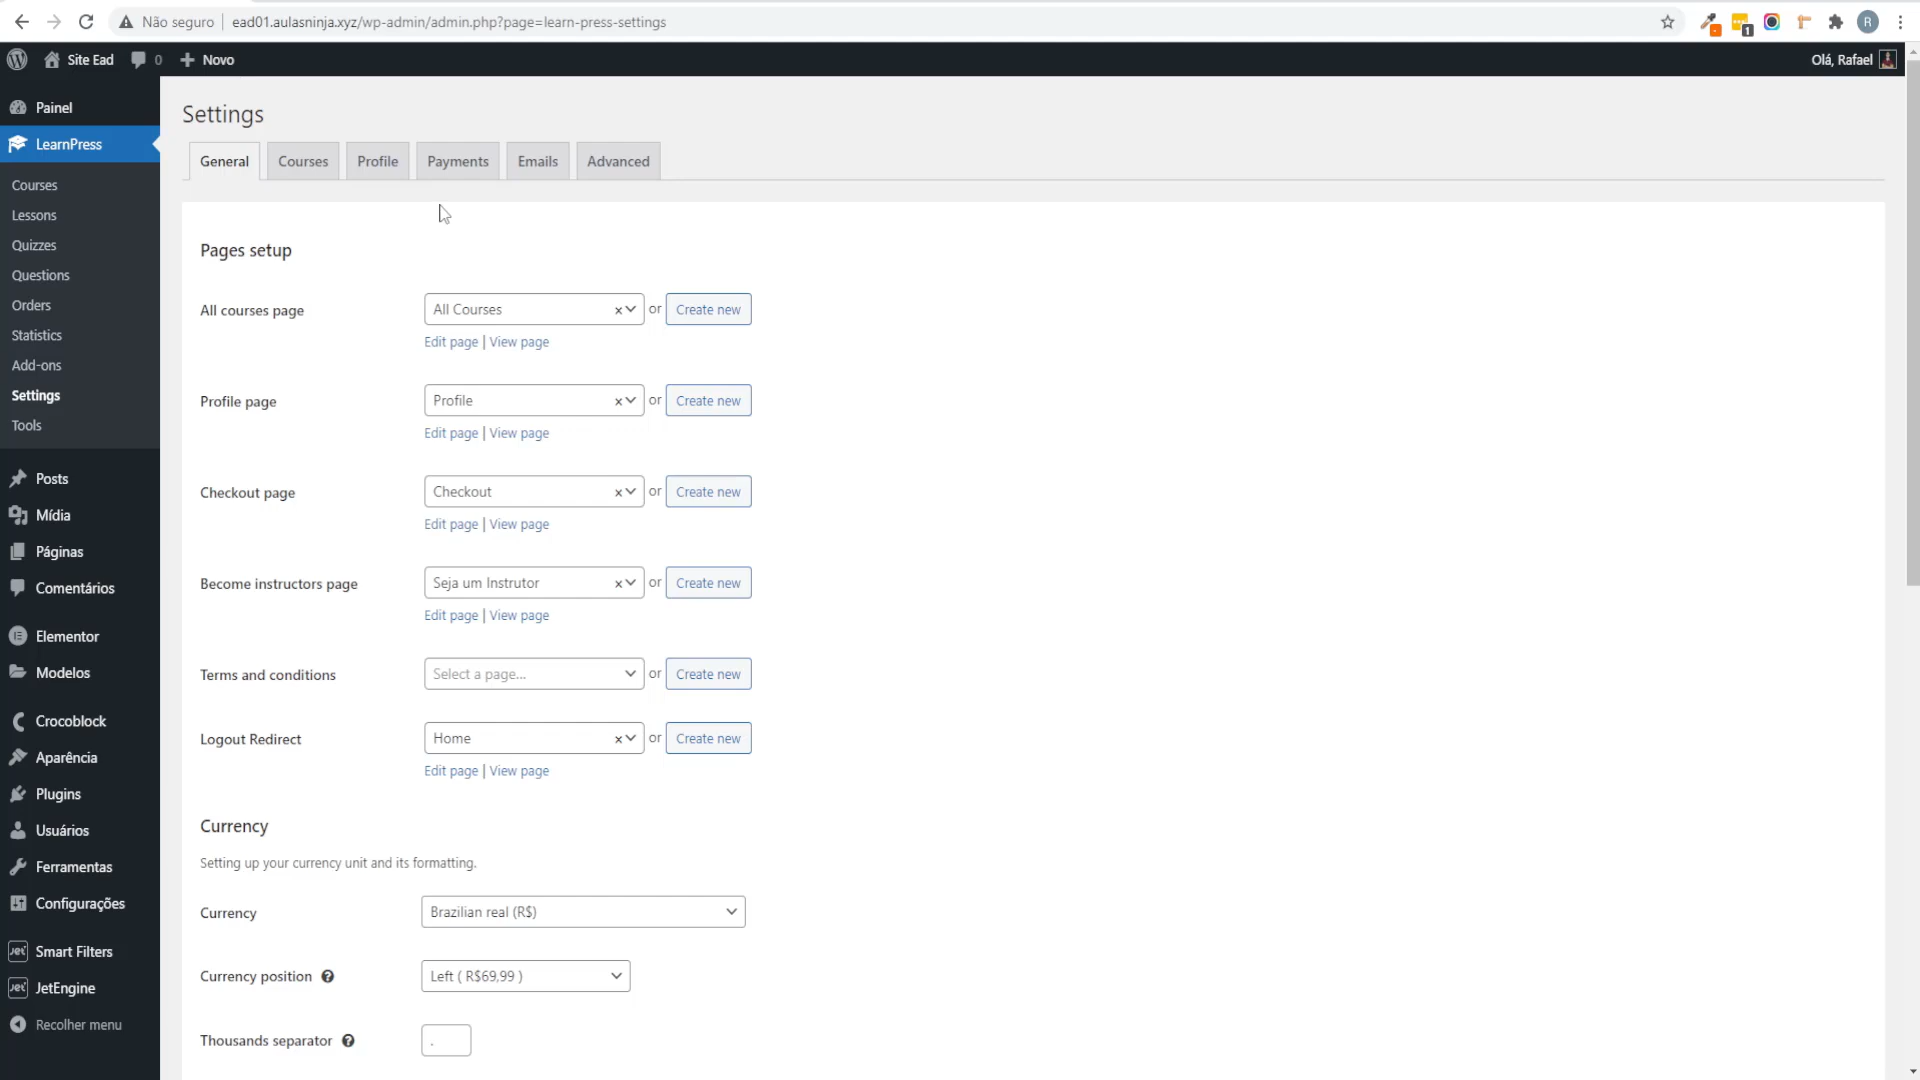 Não seguro
ead01.aulasninja.xyz/wp-admin/admin.php?page=learn-press-settings
1
R
Site Ead
0
Novo
Olá, Rafael
Painel
LearnPress
Courses
Lessons
Quizzes
Questions
Orders
Statistics
Add-ons
Settings
Tools
Posts
Mídia
Páginas
Comentários
Elementor
Modelos
Crocoblock
Aparência
Plugins
Usuários
Ferramentas
Configurações
Jet Smart Filters
Jet JetEngine
Recolher menu
Settings
General Courses Profile Payments Emails Advanced
Pages setup
All courses page All Courses × or Create new
Edit page | View page
Profile page Profile × or Create new
Edit page | View page
Checkout page Checkout × or Create new
Edit page | View page
Become instructors page Seja um Instrutor × or Create new
Edit page | View page
Terms and conditions Select a page... or Create new
Logout Redirect Home × or Create new
Edit page | View page
Currency
Setting up your currency unit and its formatting.
Currency Brazilian real (R$)
Currency position ? Left ( R$69,99 )
Thousands separator ? .